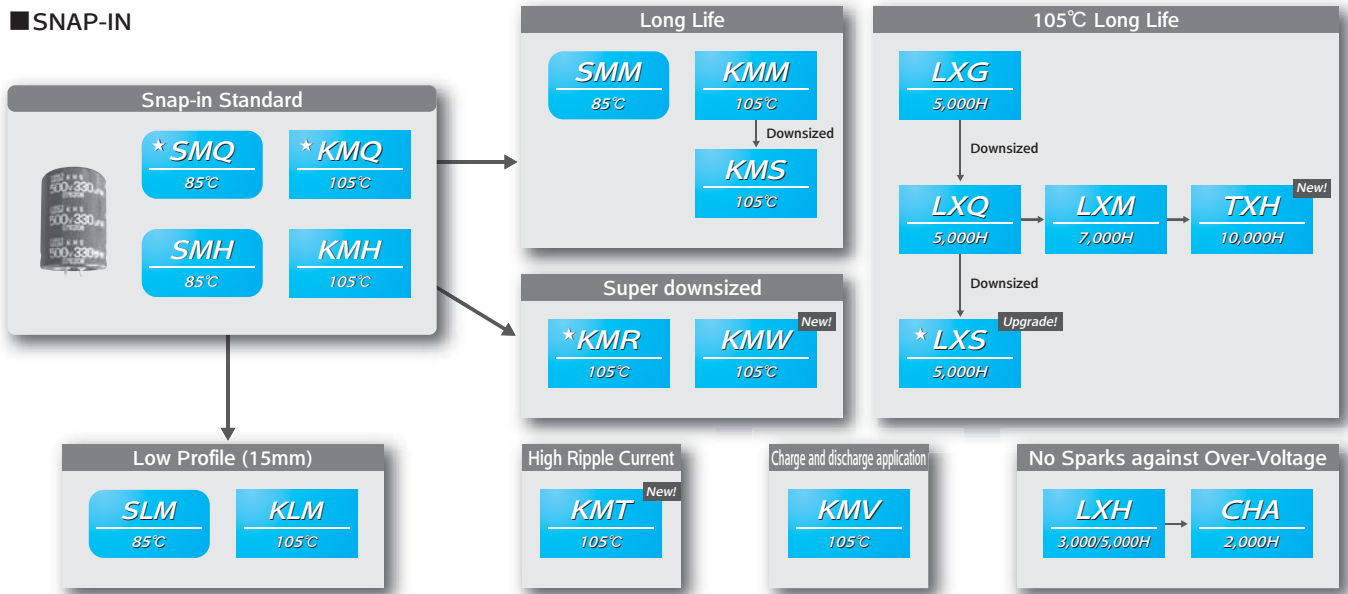 ■SNAP-IN
Snap-in Standard
★SMQ
85℃
★KMQ
105℃
SMH
85℃
KMH
105℃
500v330µF
500v330
500v330
Long Life
SMM
85℃
KMM
105℃
Downsized
KMS
105℃
105℃ Long Life
LXG
5,000H
Downsized
LXQ
5,000H
LXM
7,000H
New!
TXH
10,000H
Downsized
Upgrade!
★LXS
5,000H
Super downsized
★KMR
105℃
New!
KMW
105℃
Low Profile (15mm)
SLM
85℃
KLM
105℃
High Ripple Current
New!
KMT
105℃
Charge and discharge application
KMV
105℃
No Sparks against Over-Voltage
LXH
3,000/5,000H
CHA
2,000H